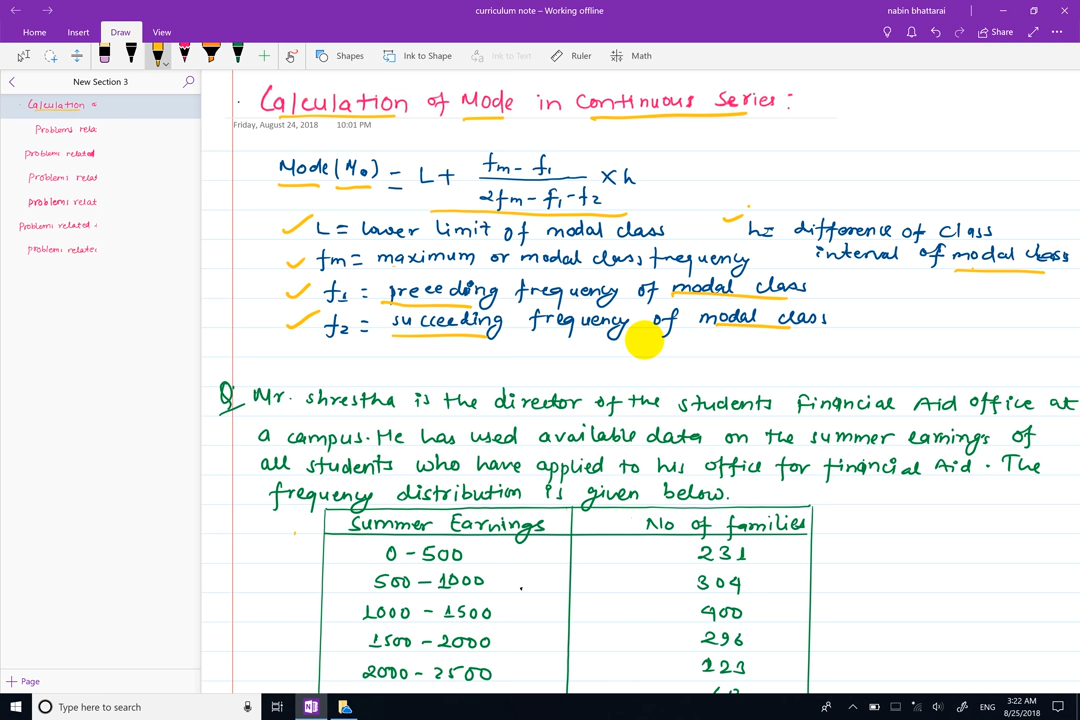 curriculum note – Working offline
nabin bhattarai
Home Insert Draw View
Share
Shapes Ink to Shape Ink to Text Ruler Math
New Section 3
Calculation
Problems rela
problems related
Problems relat
problems relat
Problems related
problems relate
Page
Calculation of Mode in Continuous Series:
Friday, August 24, 2018 10:01 PM
Mode(Mo) = L + (fm - f1) / (2fm - f1 - f2) × h
L = lower limit of modal class
h = difference of class
interval of modal class
fm = maximum or modal class frequency
f1 = preceding frequency of modal class
f2 = succeeding frequency of modal class
Q Mr. shrestha is the director of the students financial Aid office at
a campus. He has used available data on the summer earnings of
all students who have applied to his office for financial Aid. The
frequency distribution is given below.
Summer Earnings No of families
0 - 500 231
500 - 1000 304
1000 - 1500 400
1500 - 2000 296
2000 - 2500 123
Type here to search
3:22 AM
8/25/2018